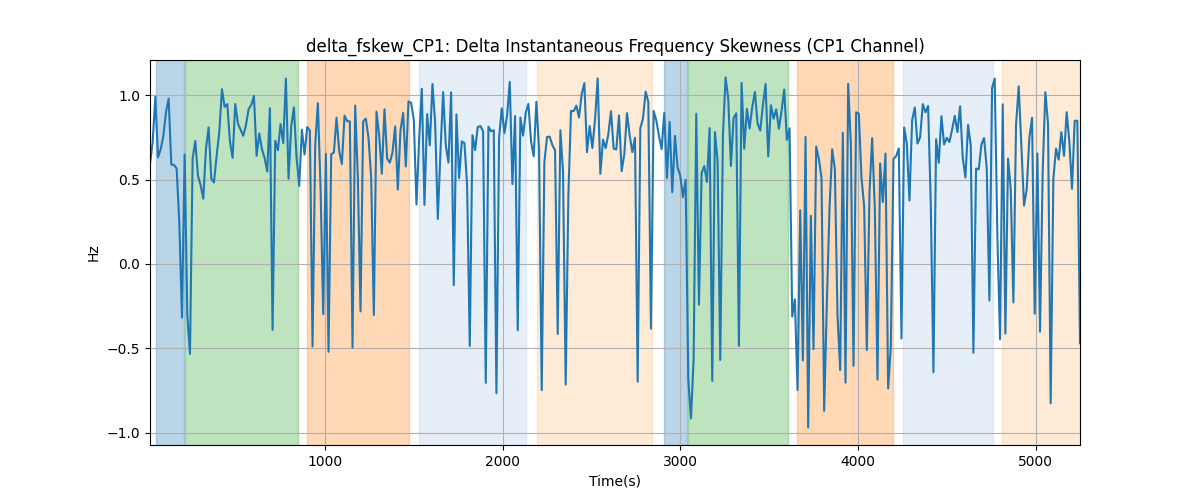 delta_fskew_CP1: Delta Instantaneous Frequency Skewness (CP1 Channel)
1.0
0.5
0.0
−0.5
−1.0
Hz
1000 2000 3000 4000 5000
Time(s)